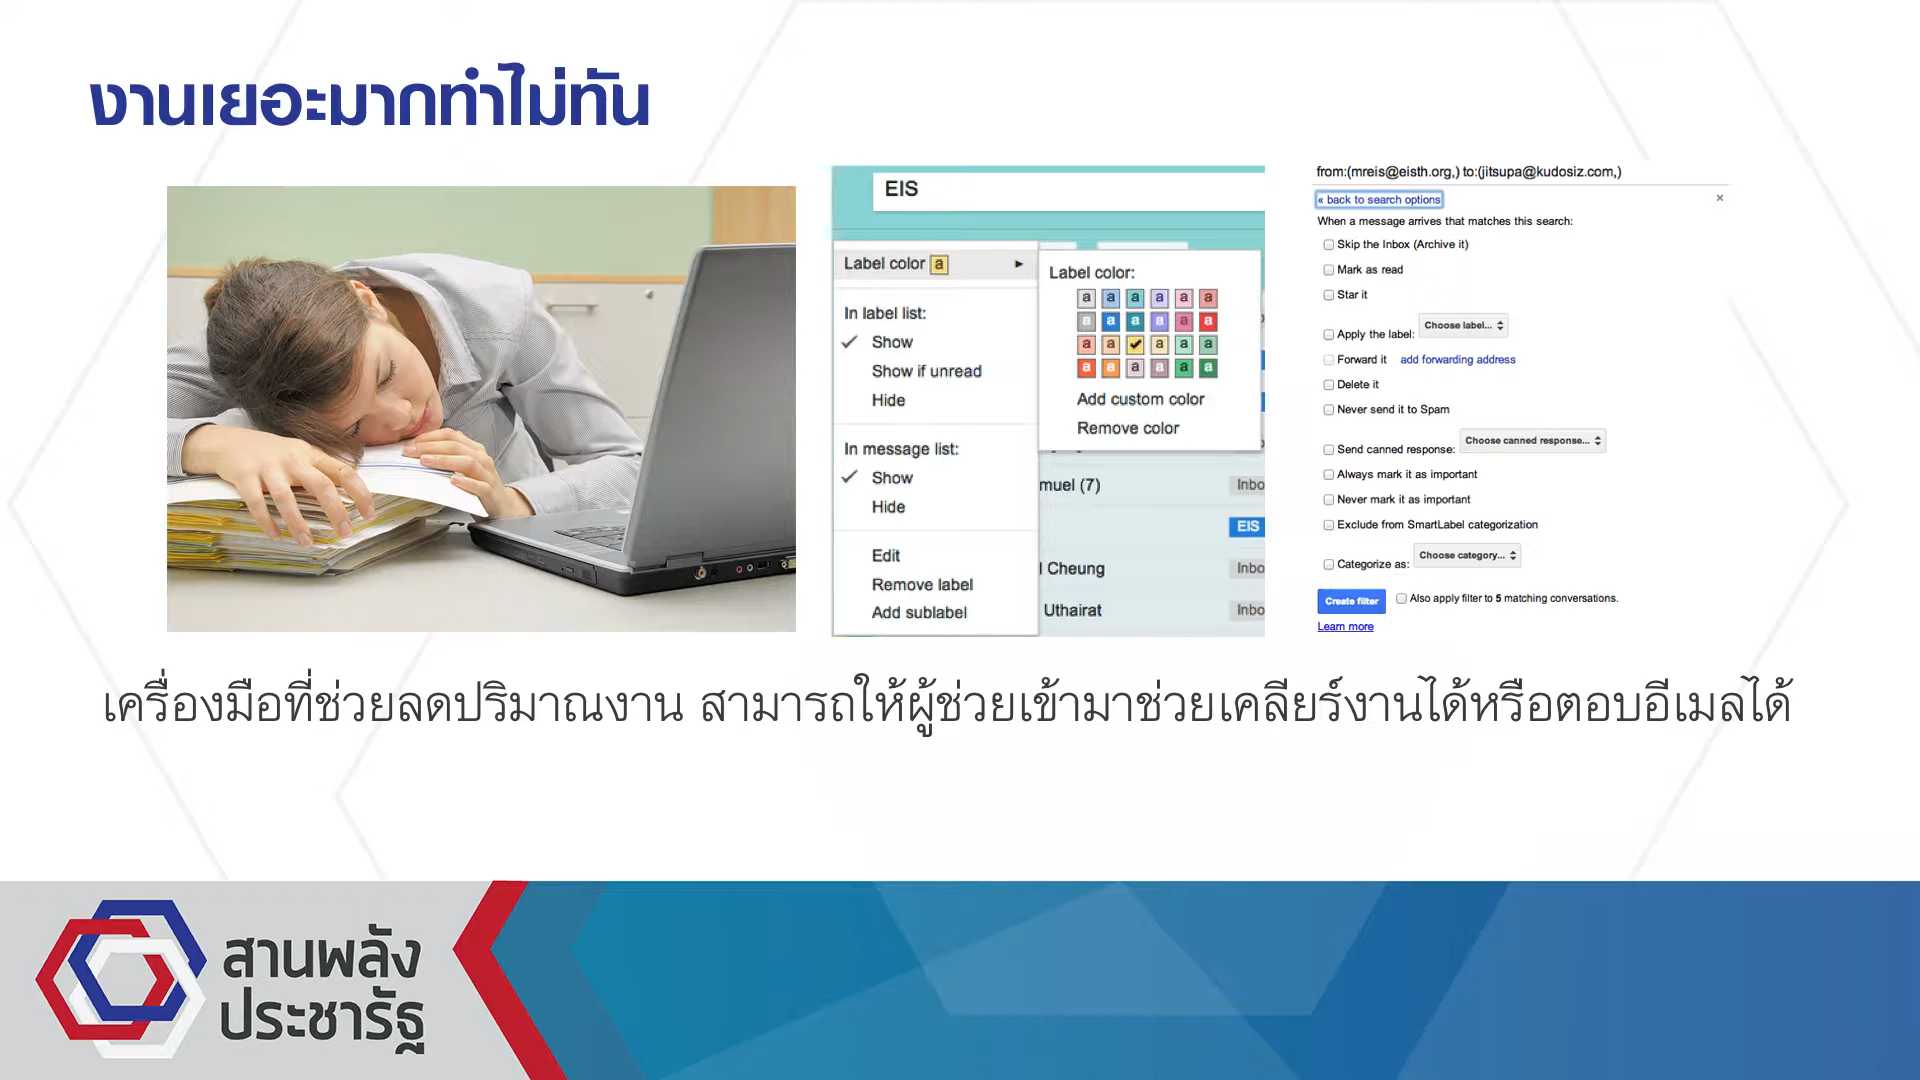 งานเยอะมากทำไม่ทัน
EIS
Label color a
In label list:
Show
Show if unread
Hide
In message list:
Show
Hide
Edit
Remove label
Add sublabel
Label color:
a a a a a a
a a a a a a
a a a a a
a a a a a a
Add custom color
Remove color
muel (7)
Inbo
EIS
l Cheung
Inbo
Uthairat
Inbo
from:(mreis@eisth.org,) to:(jitsupa@kudosiz.com,)
« back to search options
×
When a message arrives that matches this search:
Skip the Inbox (Archive it)
Mark as read
Star it
Apply the label: Choose label...
Forward it add forwarding address
Delete it
Never send it to Spam
Send canned response: Choose canned response...
Always mark it as important
Never mark it as important
Exclude from SmartLabel categorization
Categorize as: Choose category...
Create filter Also apply filter to 5 matching conversations.
Learn more
เครื่องมือที่ช่วยลดปริมาณงาน สามารถให้ผู้ช่วยเข้ามาช่วยเคลียร์งานได้หรือตอบอีเมลได้
สานพลัง
ประชารัฐ